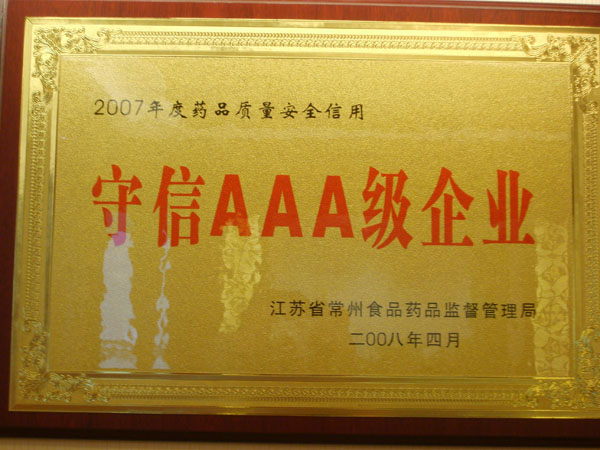 2007年度药品质量安全信用
守信AAA级企业
江苏省常州食品药品监督管理局
二00八年四月